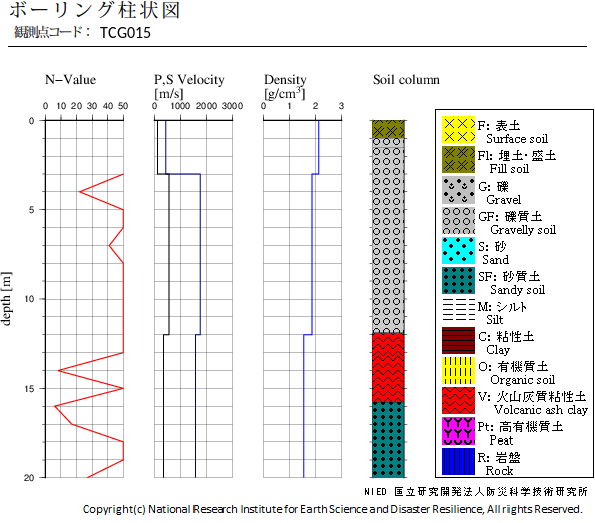 ボーリング柱状図
観測点コード： TCG015
N-Value P,S Velocity Density Soil column
[m/s] [g/cm3]
0 10 20 30 40 50 0 1000 2000 3000 0 1 2 3
0
5
10
15
20
depth [m]
F: 表土
Surface soil
Fl: 埋土・盛土
Fill soil
G: 礫
Gravel
GF: 礫質土
Gravelly soil
S: 砂
Sand
SF: 砂質土
Sandy soil
M: シルト
Silt
C: 粘性土
Clay
O: 有機質土
Organic soil
V: 火山灰質粘性土
Volcanic ash clay
Pt: 高有機質土
Peat
R: 岩盤
Rock
NIED 国立研究開発法人防災科学技術研究所
Copyright(c) National Research Institute for Earth Science and Disaster Resilience, All rights Reserved.